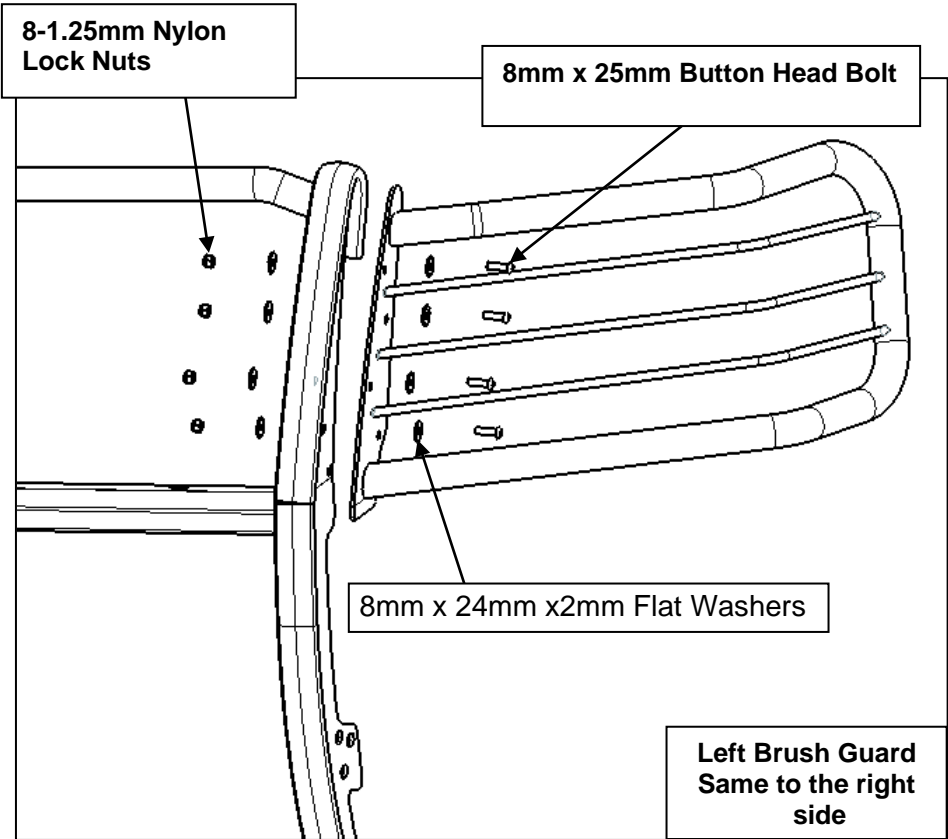 8-1.25mm Nylon
Lock Nuts
8mm x 25mm Button Head Bolt
8mm x 24mm x2mm Flat Washers
Left Brush Guard
Same to the right
side